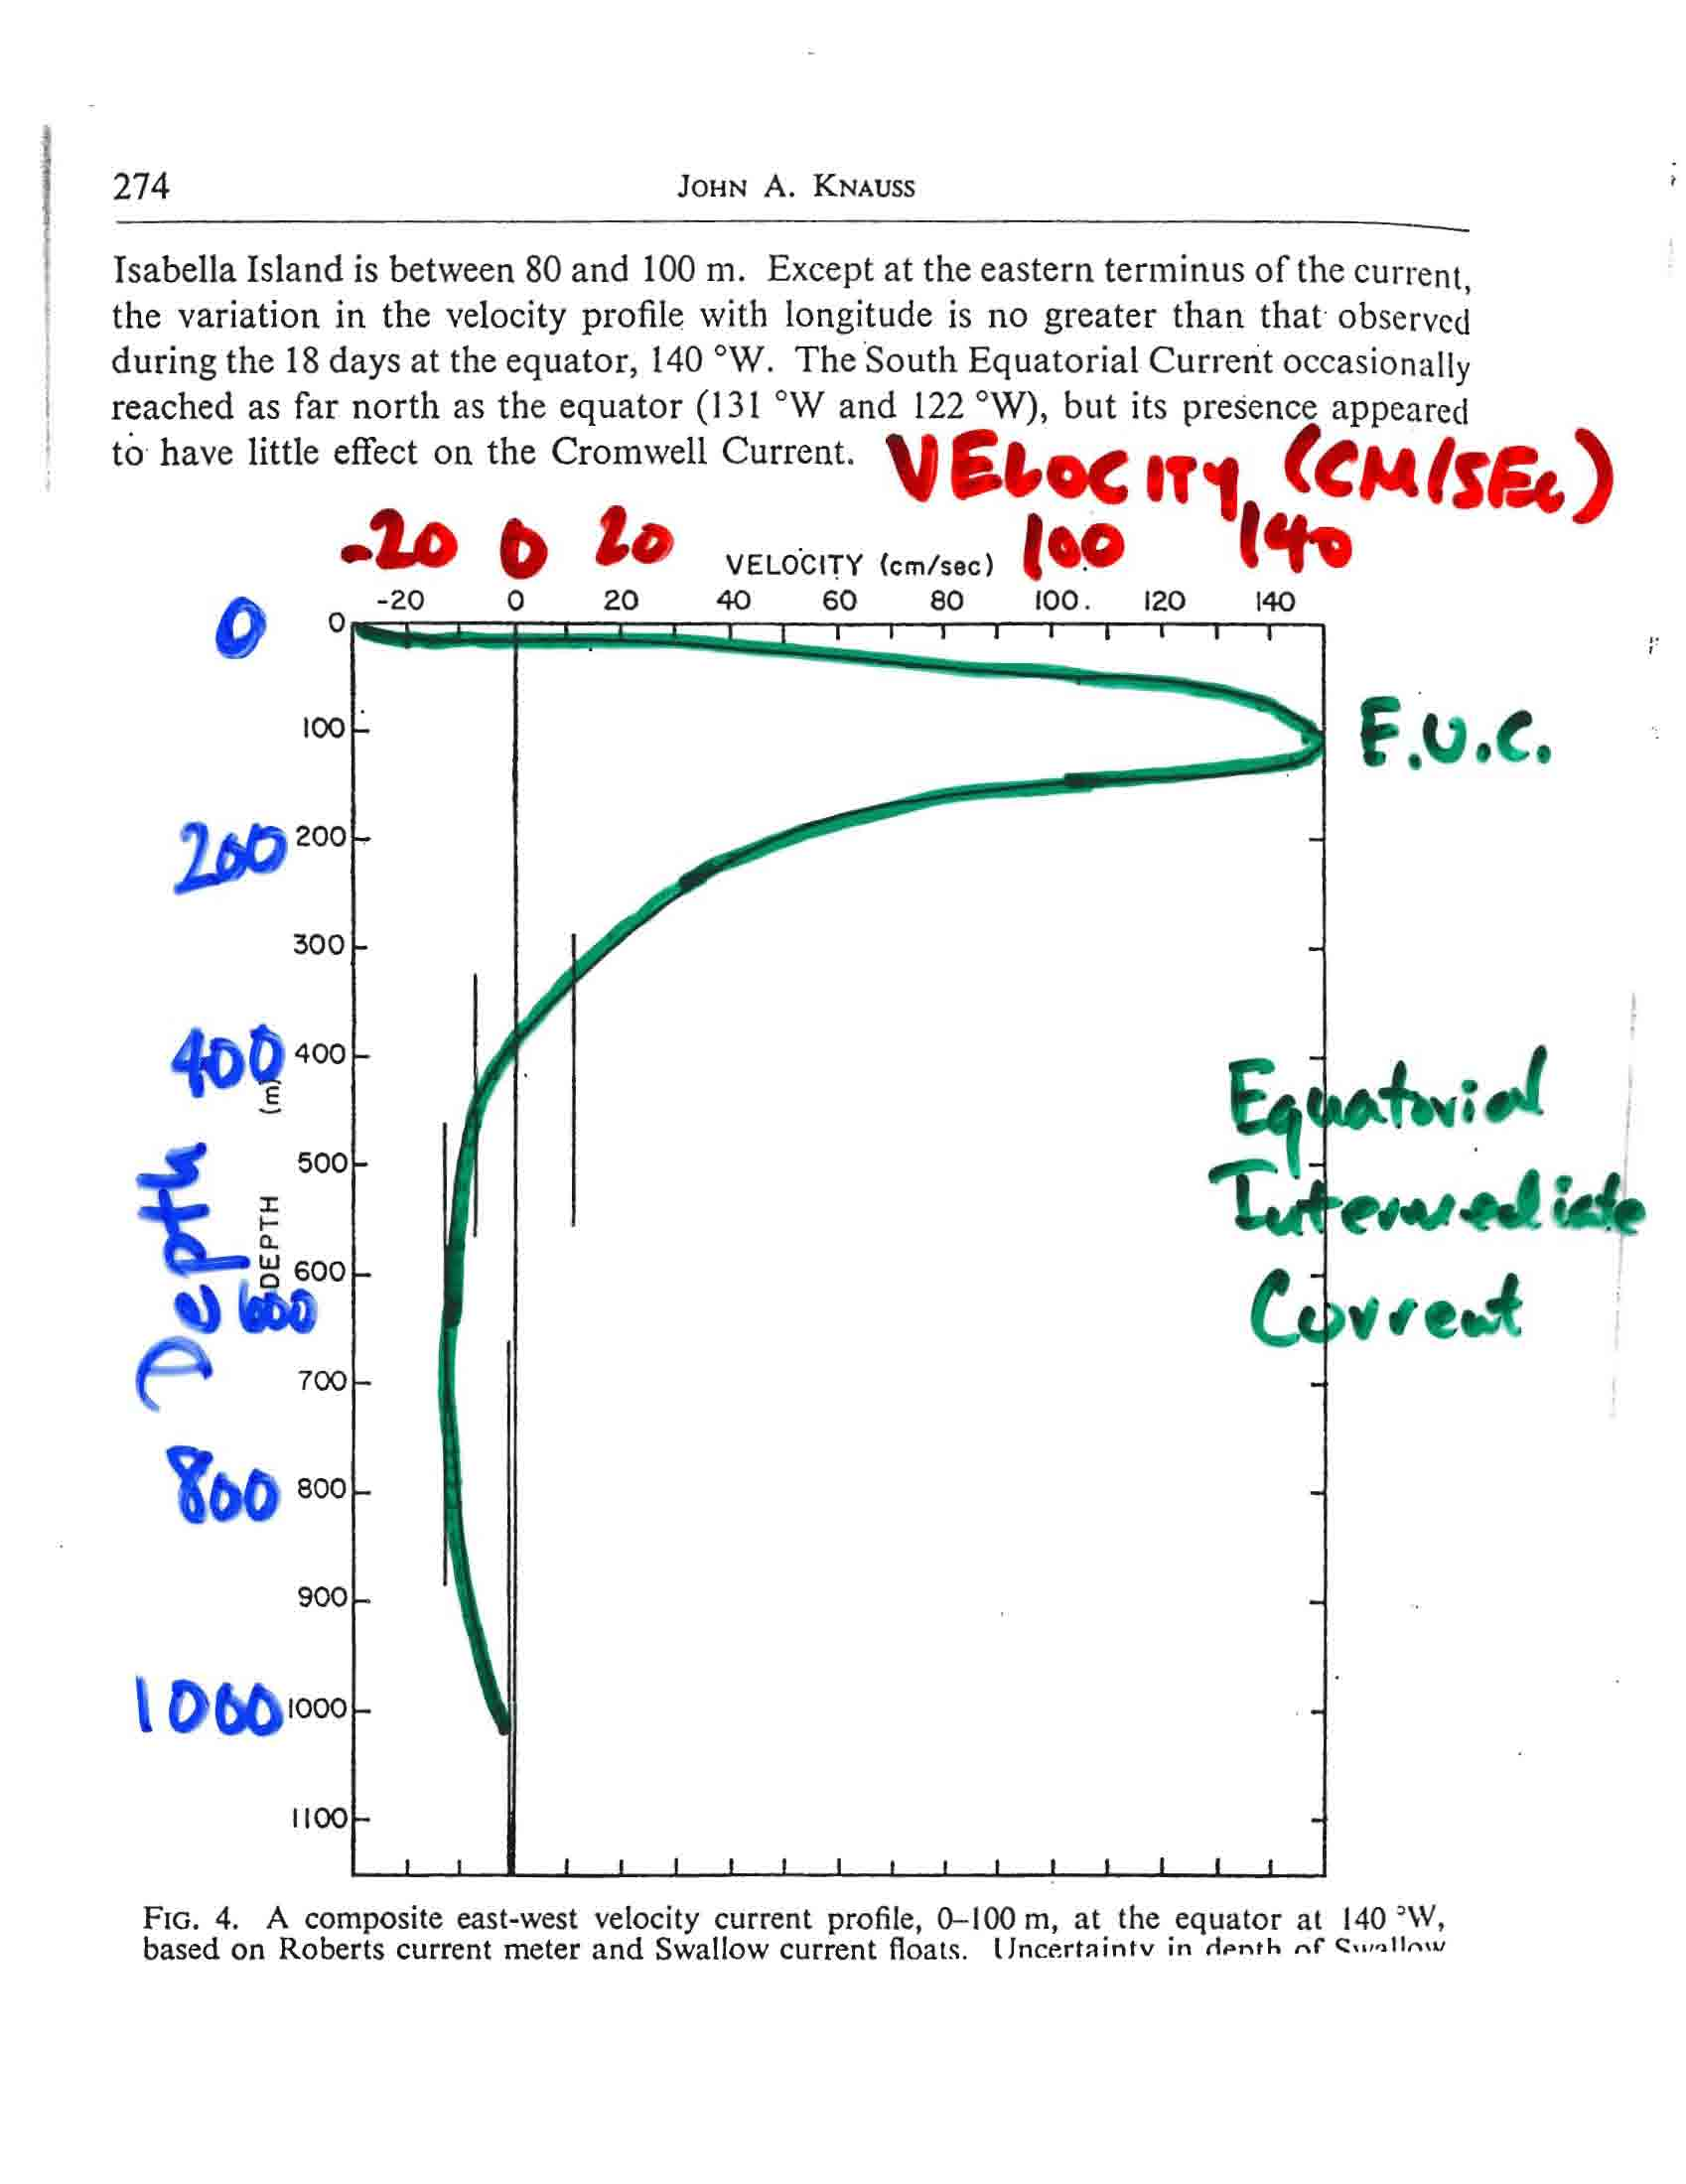 274
JOHN A. KNAUSS
Isabella Island is between 80 and 100 m. Except at the eastern terminus of the current,
the variation in the velocity profile with longitude is no greater than that observed
during the 18 days at the equator, 140 °W. The South Equatorial Current occasionally
reached as far north as the equator (131 °W and 122 °W), but its presence appeared
to have little effect on the Cromwell Current.
VELOCITY (CM/SEC)
-20 0 20 100 140
VELOCITY (cm/sec)
-20 0 20 40 60 80 100. 120 140
0 0
100
E.U.C.
200 200
300
400 400
500
600 600
700
800 800
900
1000 1000
1100
Depth
DEPTH (m)
Equatorial
Intermediate
Current
FIG. 4. A composite east-west velocity current profile, 0–100 m, at the equator at 140 °W,
based on Roberts current meter and Swallow current floats. Uncertainty in depth of Swallow